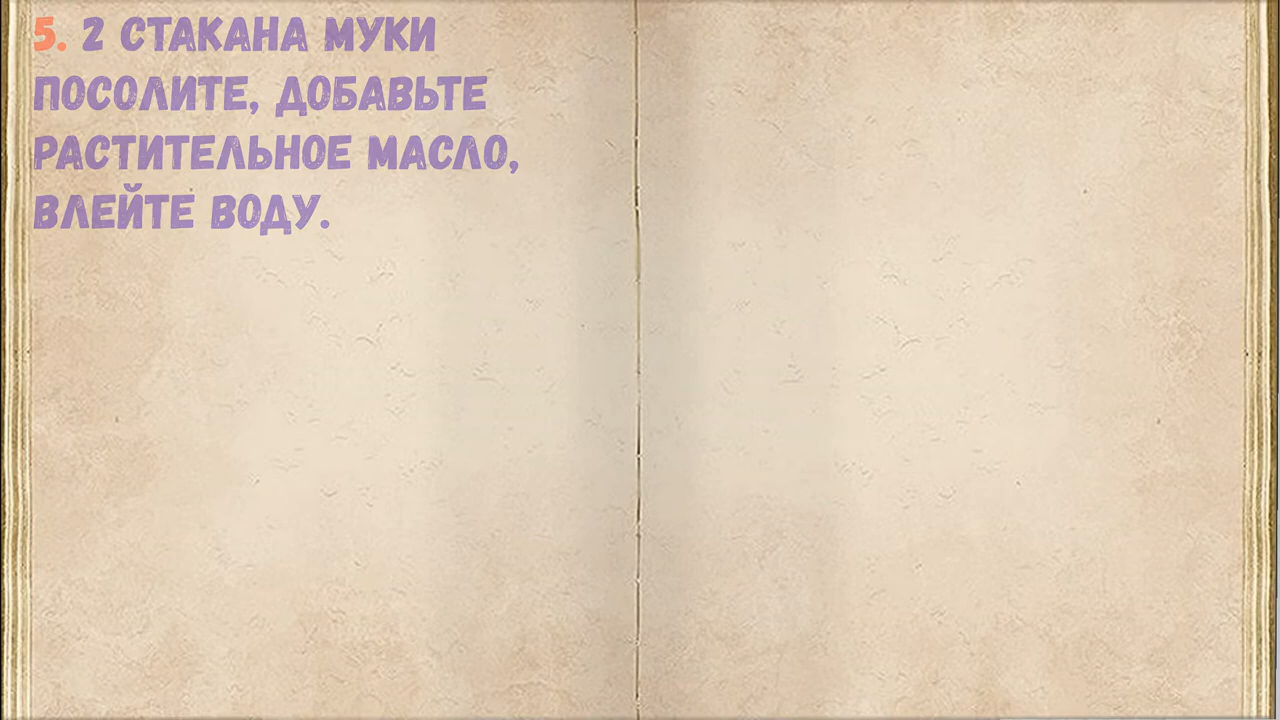 5. 2 СТАКАНА МУКИ
ПОСОЛИТЕ, ДОБАВЬТЕ
РАСТИТЕЛЬНОЕ МАСЛО,
ВЛЕЙТЕ ВОДУ.